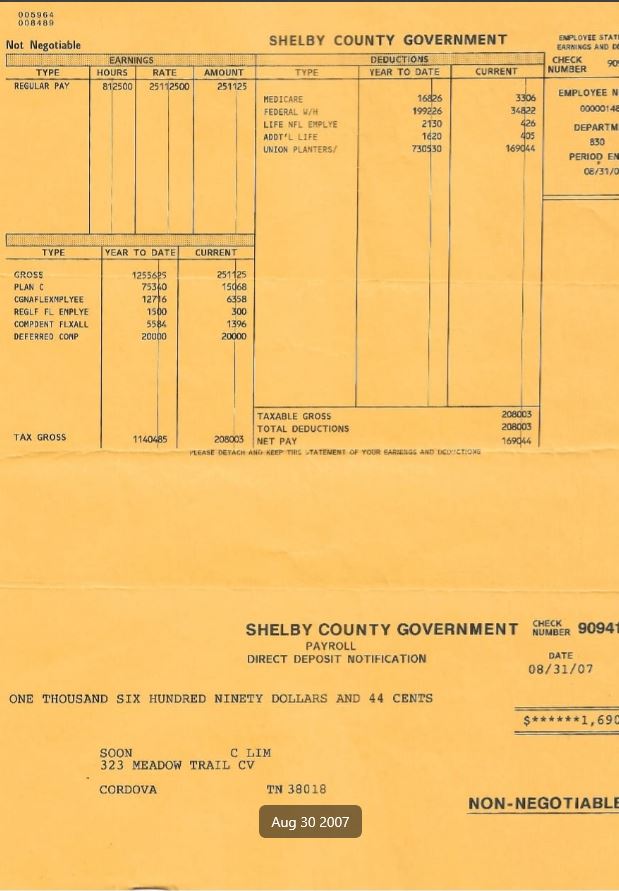 005964
008489
Not Negotiable
SHELBY COUNTY GOVERNMENT
EMPLOYEE STAT
EARNINGS AND DE
EARNINGS
DEDUCTIONS
CHECK
NUMBER 909
TYPE HOURS RATE AMOUNT TYPE YEAR TO DATE CURRENT
REGULAR PAY 812500 25112500 251125
EMPLOYEE N
MEDICARE 16826 3306
0000014
FEDERAL W/H 199226 34822
LIFE NFL EMPLYE 2130 426
DEPARTM
ADDT'L LIFE 1620 405
830
UNION PLANTERS/ 730530 169044
PERIOD EN
08/31/0
TYPE YEAR TO DATE CURRENT
GROSS 1255625 251125
PLAN C 75340 15068
CGNAFLEXMPLYEE 12716 6358
REGLF FL EMPLYE 1500 300
COMPDENT FLXALL 5584 1396
DEFERRED COMP 20000 20000
TAXABLE GROSS 208003
TOTAL DEDUCTIONS 208003
TAX GROSS 1140485 208003 NET PAY 169044
PLEASE DETACH AND KEEP THIS STATEMENT OF YOUR EARNINGS AND DEDUCTIONS
SHELBY COUNTY GOVERNMENT
CHECK
NUMBER 90941
PAYROLL
DIRECT DEPOSIT NOTIFICATION
DATE
08/31/07
ONE THOUSAND SIX HUNDRED NINETY DOLLARS AND 44 CENTS
$******1,690
SOON C LIM
323 MEADOW TRAIL CV
CORDOVA TN 38018
Aug 30 2007
NON-NEGOTIABLE